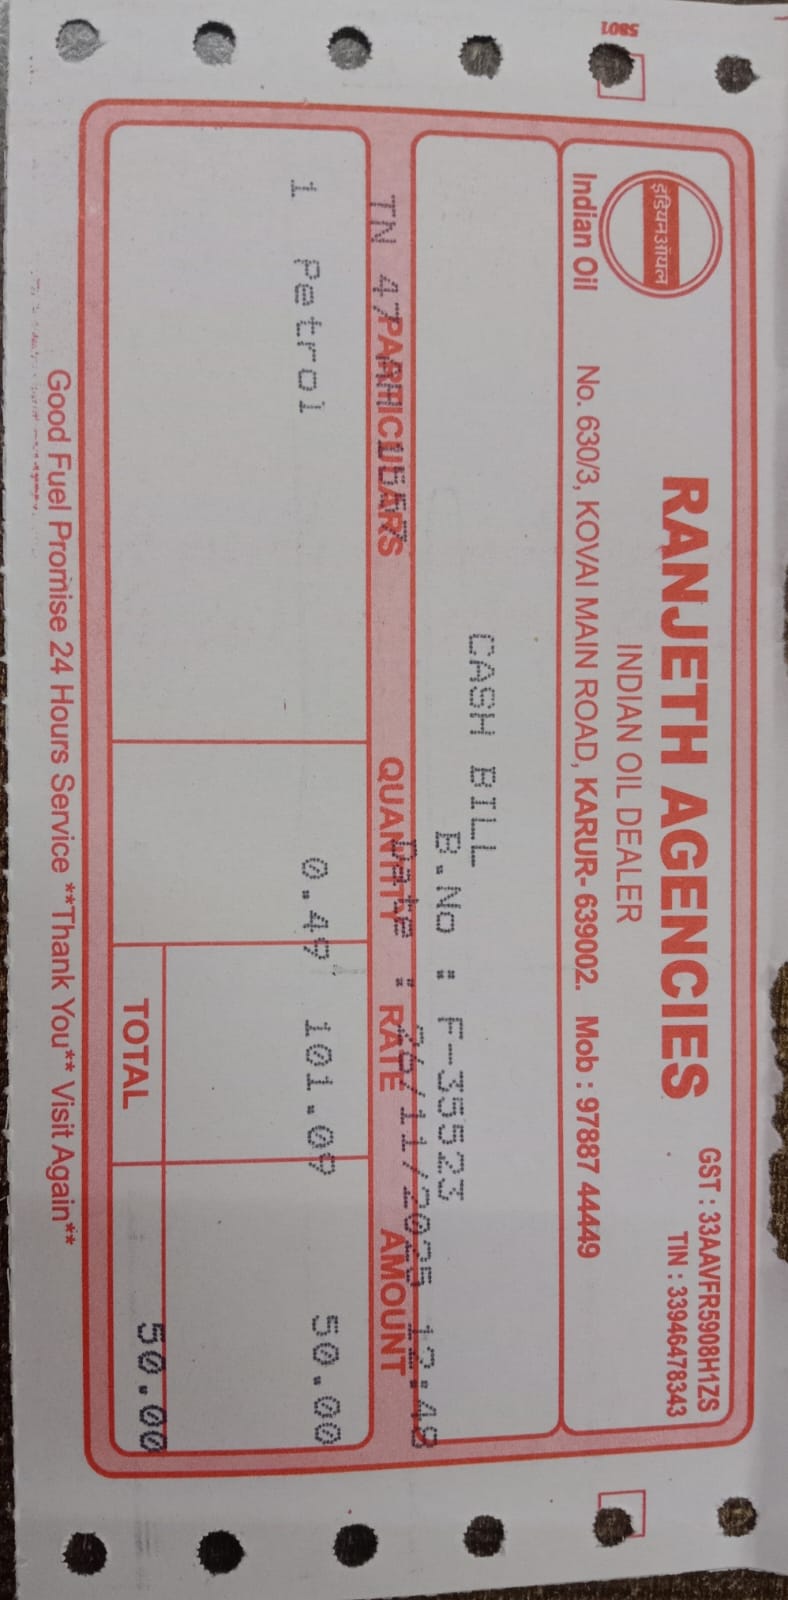 5801
GST : 33AAVFR5908H1ZS
TIN : 33946478343
इंडियनऑयल
Indian Oil
RANJETH AGENCIES
INDIAN OIL DEALER
No. 630/3, KOVAI MAIN ROAD, KARUR- 639002. Mob : 97887 44449
CASH BILL
B.No : F-35523
Date : 26/11/2025 12:48
TN 47
PARTICULARS QUANTITY RATE AMOUNT
1 Petrol 0.49 101.09 50.00
TOTAL 50.00
Good Fuel Promise 24 Hours Service **Thank You** Visit Again**